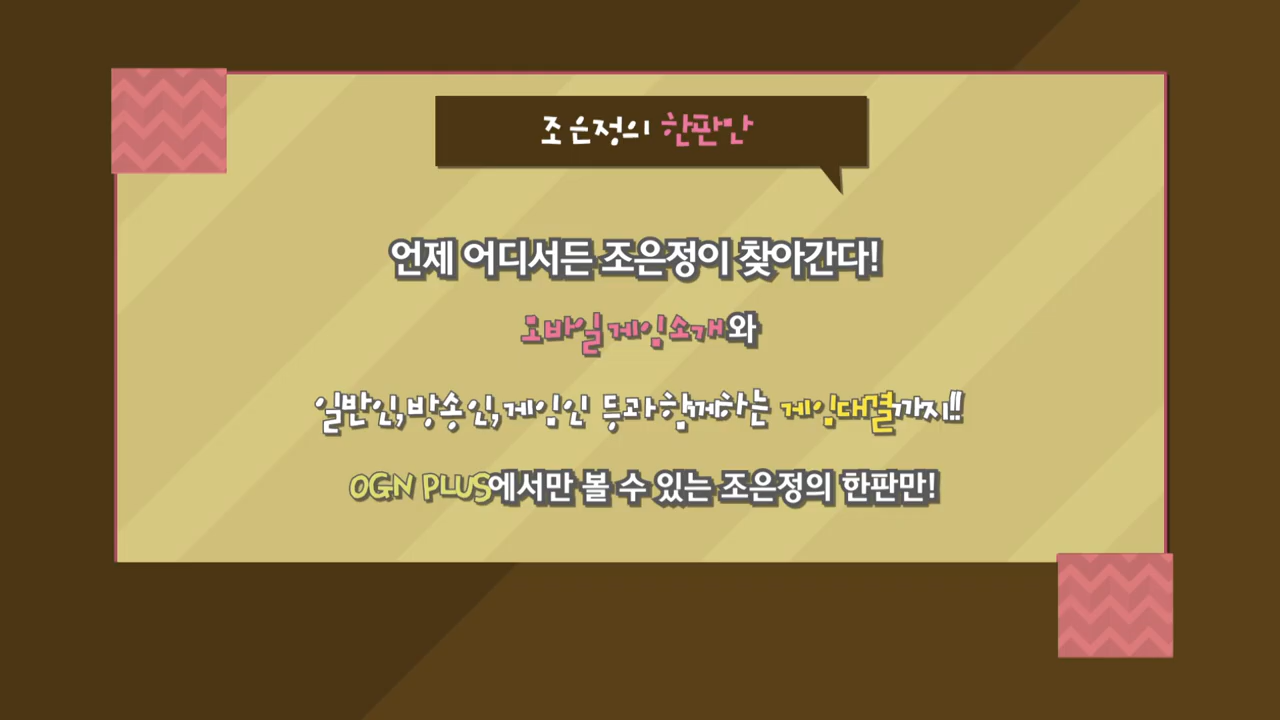 조은정의 한판만
언제 어디서든 조은정이 찾아간다!
모바일 게임소개와
일반인, 방송인, 게임인 등과 함께하는 게임대결까지!!
OGN PLUS에서만 볼 수 있는 조은정의 한판만!